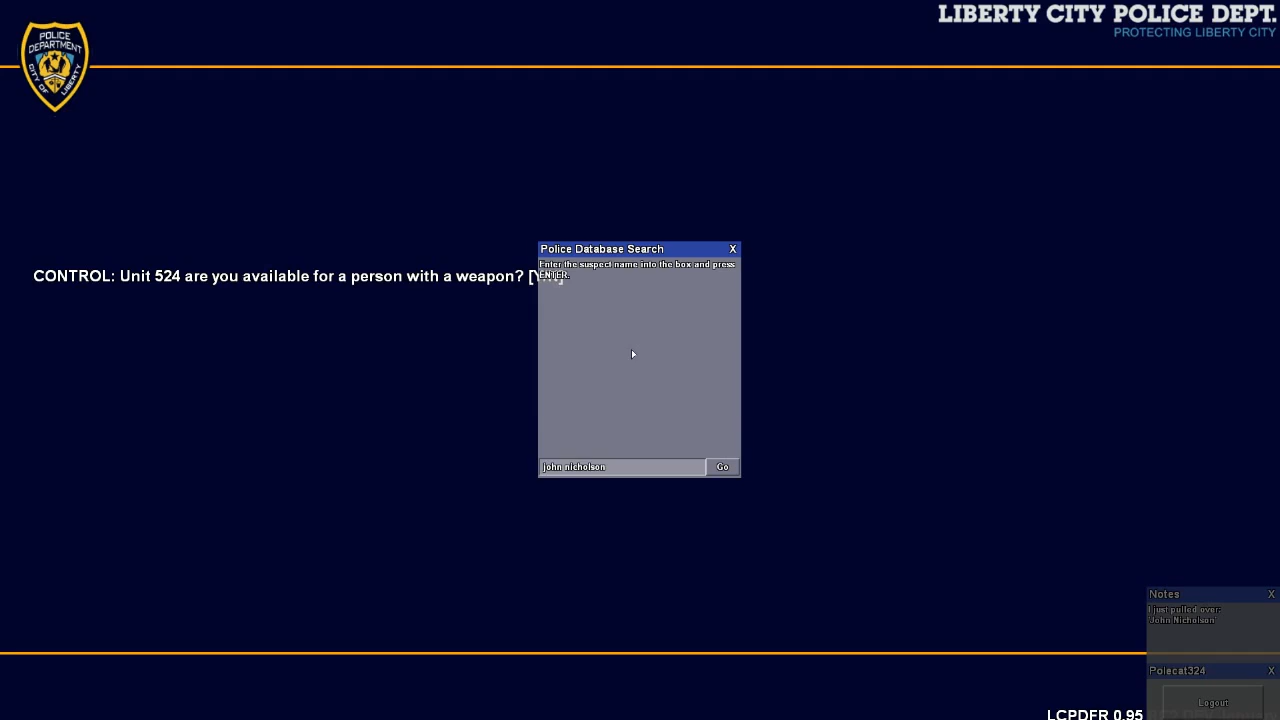 LIBERTY CITY POLICE DEPT.
PROTECTING LIBERTY CITY
POLICE
DEPARTMENT
CITY OF LIBERTY
Police Database Search X
Enter the suspect name into the box and press
ENTER.
CONTROL: Unit 524 are you available for a person with a weapon? [Y/N]
john nicholson Go
Notes X
I just pulled over:
'John Nicholson'
Polecat324 X
Logout
LCPDFR 0.95